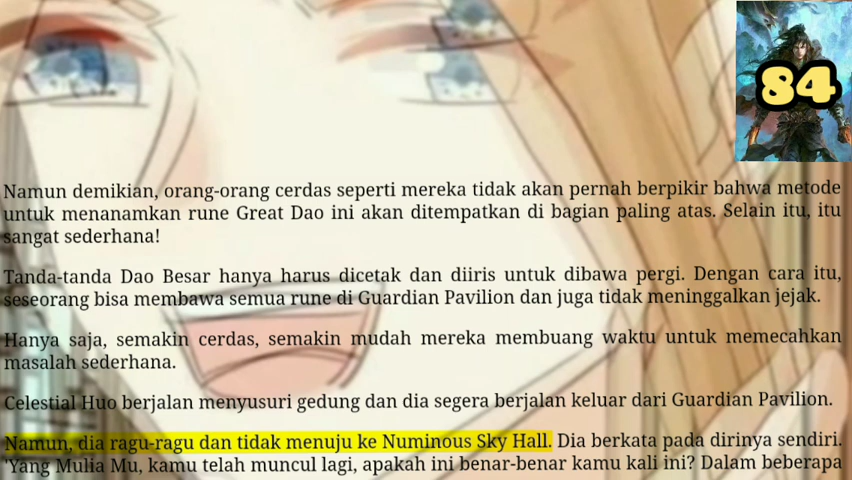 84
Namun demikian, orang-orang cerdas seperti mereka tidak akan pernah berpikir bahwa metode
untuk menanamkan rune Great Dao ini akan ditempatkan di bagian paling atas. Selain itu, itu
sangat sederhana!
Tanda-tanda Dao Besar hanya harus dicetak dan diiris untuk dibawa pergi. Dengan cara itu,
seseorang bisa membawa semua rune di Guardian Pavilion dan juga tidak meninggalkan jejak.
Hanya saja, semakin cerdas, semakin mudah mereka membuang waktu untuk memecahkan
masalah sederhana.
Celestial Huo berjalan menyusuri gedung dan dia segera berjalan keluar dari Guardian Pavilion.
Namun, dia ragu-ragu dan tidak menuju ke Numinous Sky Hall. Dia berkata pada dirinya sendiri.
'Yang Mulia Mu, kamu telah muncul lagi, apakah ini benar-benar kamu kali ini? Dalam beberapa